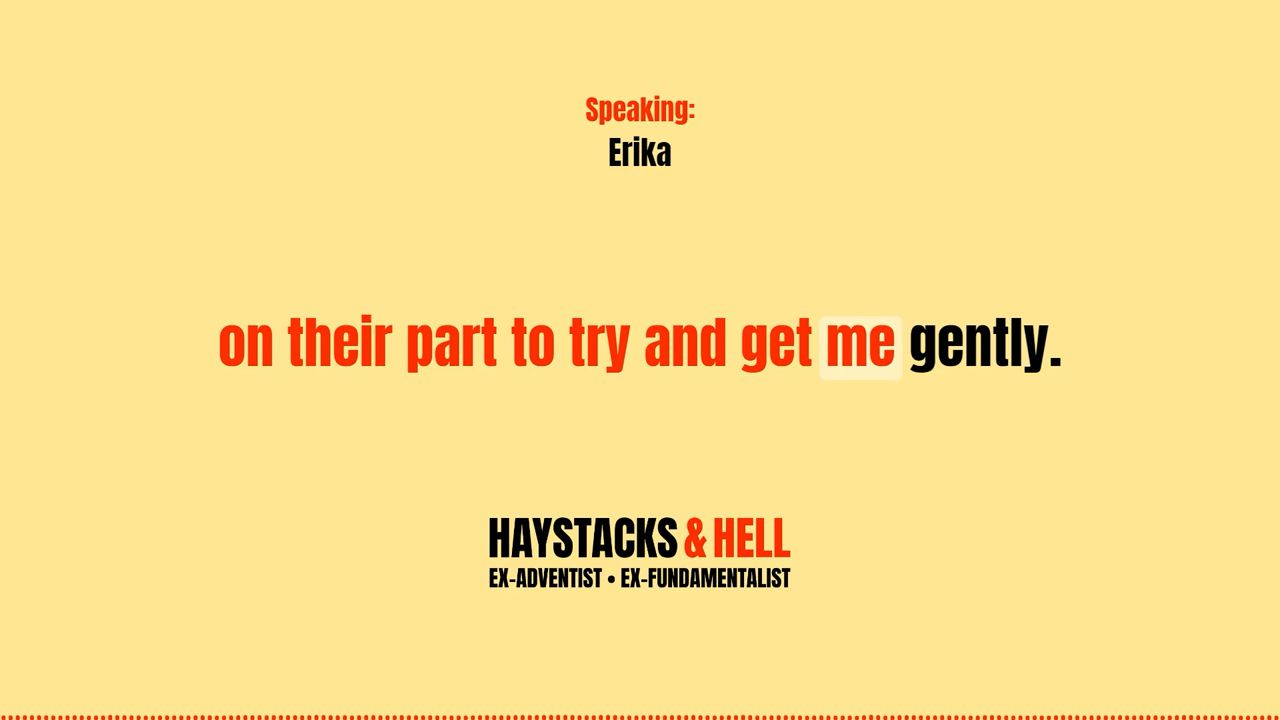 Speaking:
Erika
on their part to try and get me gently.
HAYSTACKS & HELL
EX-ADVENTIST • EX-FUNDAMENTALIST